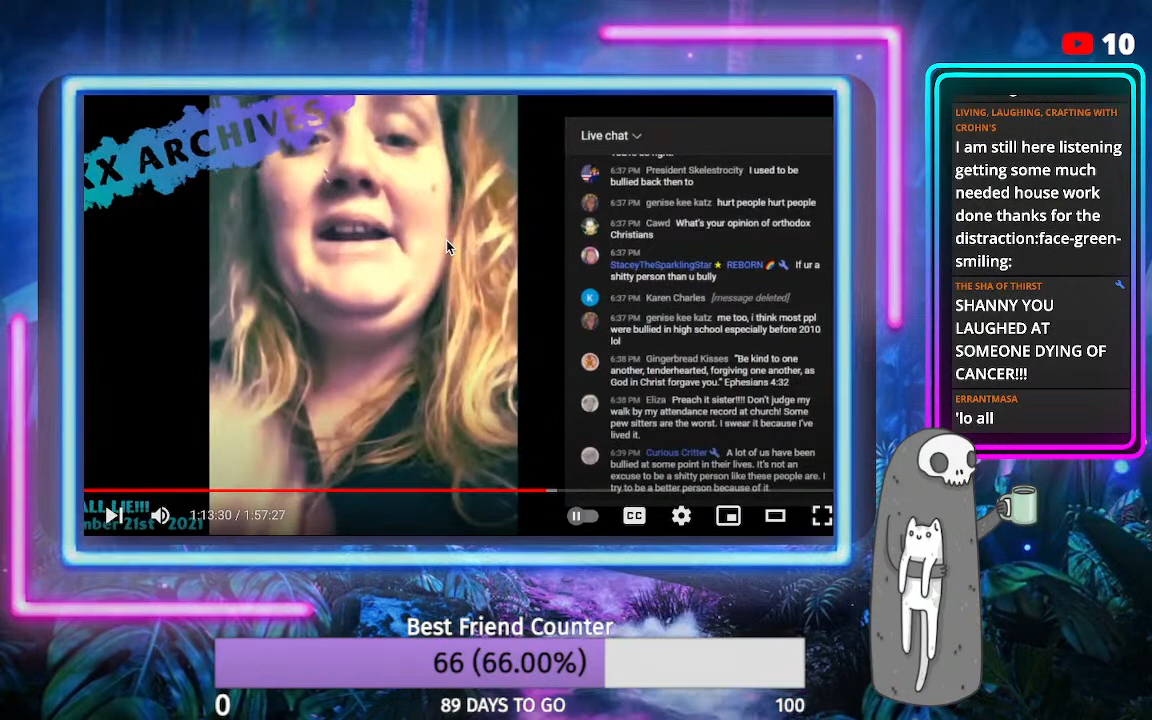 10
XX ARCHIVES
Live chat
6:37 PM President Skelestrocity I used to be
bullied back then to
6:37 PM genise kee katz hurt people hurt people
6:37 PM Cawd What's your opinion of orthodox
Christians
6:37 PM
StaceyTheSparklingStar REBORN If ur a
shitty person than u bully
K
6:37 PM Karen Charles [message deleted]
6:37 PM genise kee katz me too, i think most ppl
were bullied in high school especially before 2010
lol
6:38 PM Gingerbread Kisses "Be kind to one
another, tenderhearted, forgiving one another, as
God in Christ forgave you." Ephesians 4:32
6:38 PM Eliza Preach it sister!!!! Don't judge my
walk by my attendance record at church! Some
pew sitters are the worst. I swear it because I've
lived it.
6:39 PM Curious Critter A lot of us have been
bullied at some point in their lives. It's not an
excuse to be a shitty person like these people are. I
try to be a better person because of it
ALL LIE!!!
mber 21st 2021
1:13:30 / 1:57:27
CC
LIVING, LAUGHING, CRAFTING WITH
CROHN'S
I am still here listening
getting some much
needed house work
done thanks for the
distraction:face-green-
smiling:
THE SHA OF THIRST
SHANNY YOU
LAUGHED AT
SOMEONE DYING OF
CANCER!!!
ERRANTMASA
'lo all
Best Friend Counter
66 (66.00%)
0
89 DAYS TO GO
100